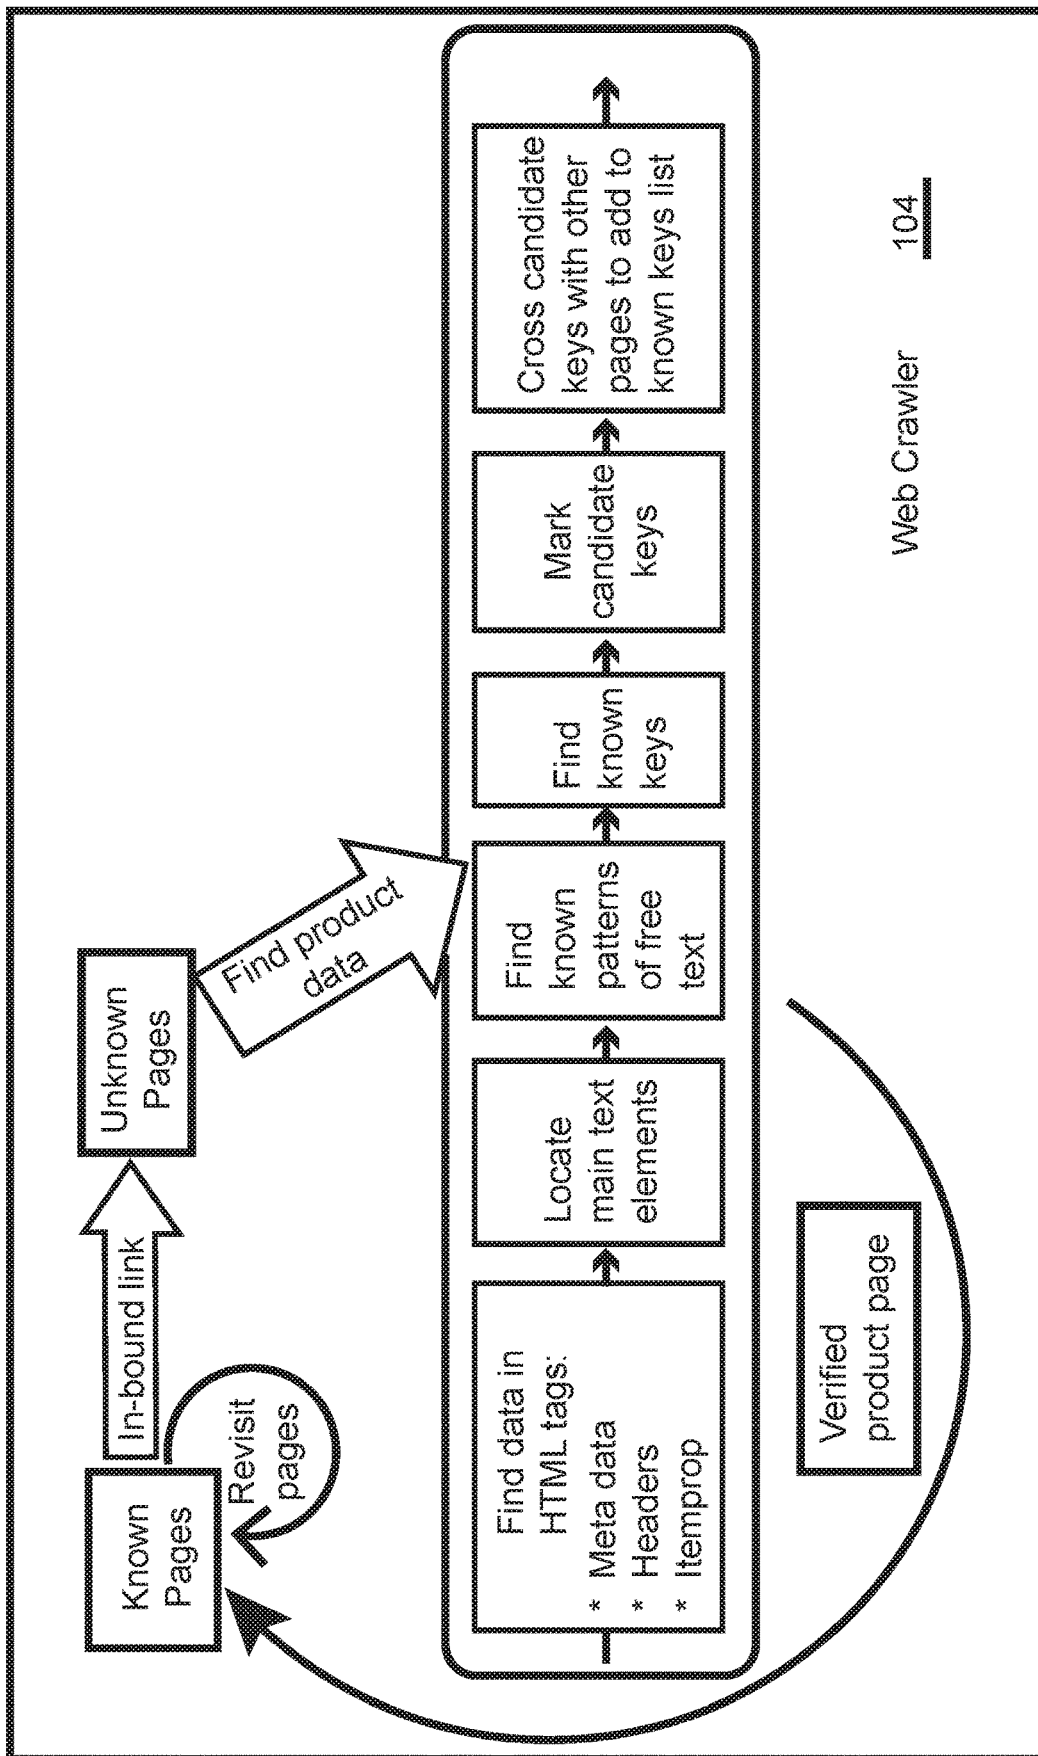 Known
Pages
In-bound link
Unknown
Pages
Revisit
pages
Find product
data
Find data in
HTML tags:
* Meta data
* Headers
* Itemprop
Locate
main text
elements
Find
known
patterns
of free
text
Find
known
keys
Mark
candidate
keys
Cross candidate
keys with other
pages to add to
known keys list
Verified
product page
Web Crawler
104